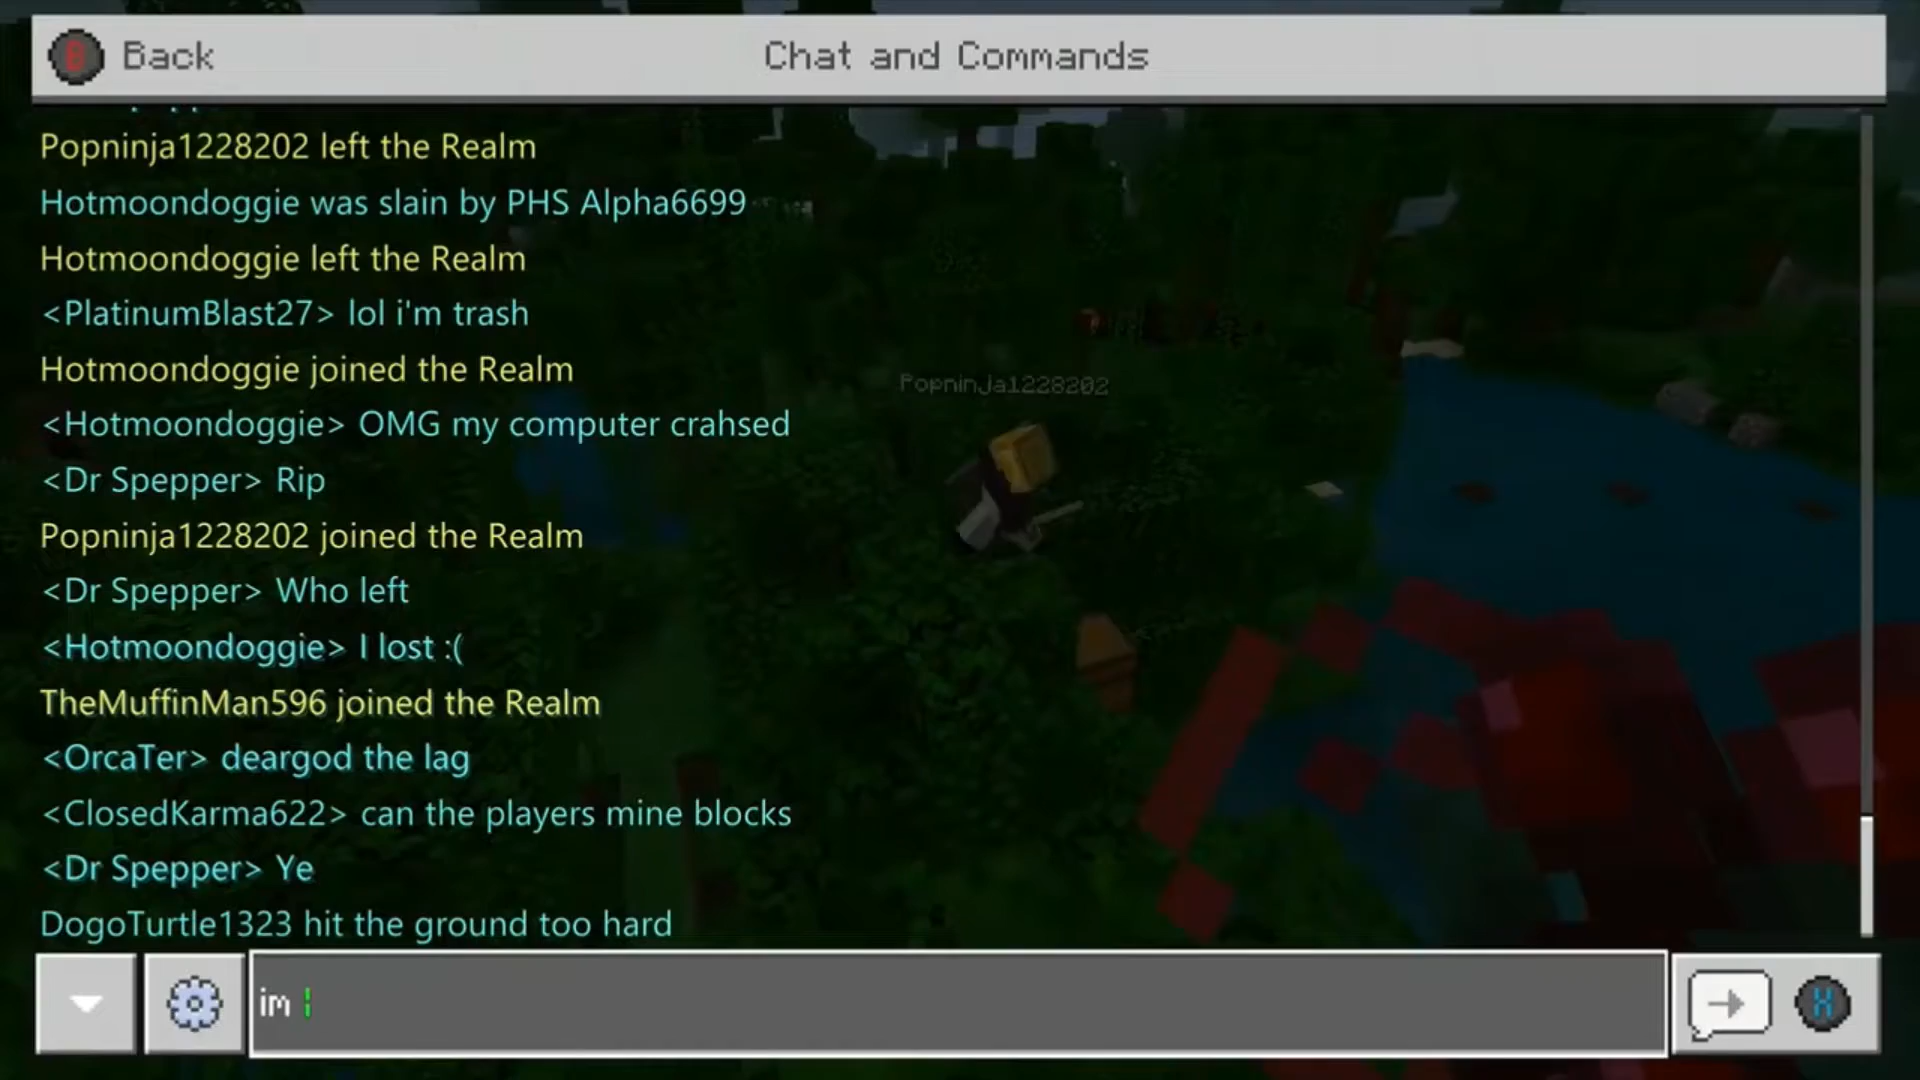 B Back
Chat and Commands
Popninja1228202 left the Realm
Hotmoondoggie was slain by PHS Alpha6699
Hotmoondoggie left the Realm
<PlatinumBlast27> lol i'm trash
Hotmoondoggie joined the Realm
<Hotmoondoggie> OMG my computer crahsed
<Dr Spepper> Rip
Popninja1228202 joined the Realm
<Dr Spepper> Who left
<Hotmoondoggie> I lost :(
TheMuffinMan596 joined the Realm
<OrcaTer> deargod the lag
<ClosedKarma622> can the players mine blocks
<Dr Spepper> Ye
DogoTurtle1323 hit the ground too hard
Popninja1228202
im
X